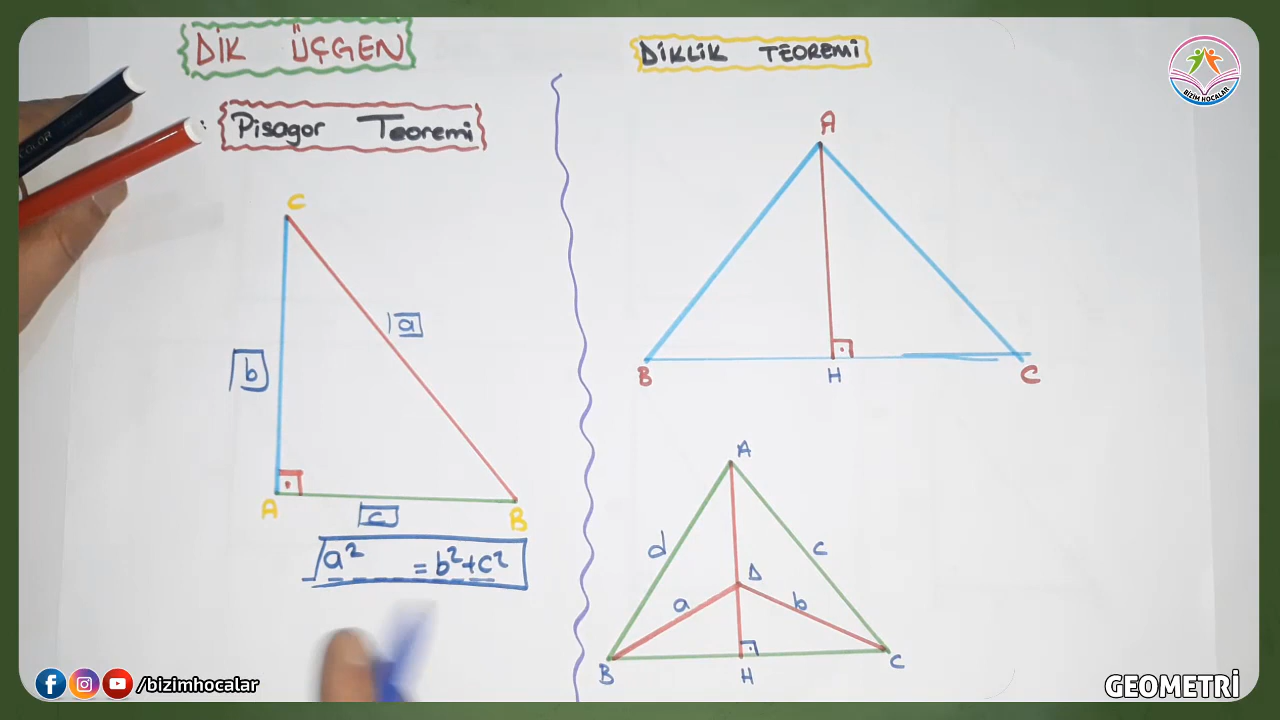 DİK ÜÇGEN
Pisagor Teoremi
C
a
b
A
c
B
a² = b²+c²
DİKLİK TEOREMİ
A
B
H
C
A
d
c
D
a
b
B
H
C
BİZİM HOCALAR
/bizimhocalar
GEOMETRİ